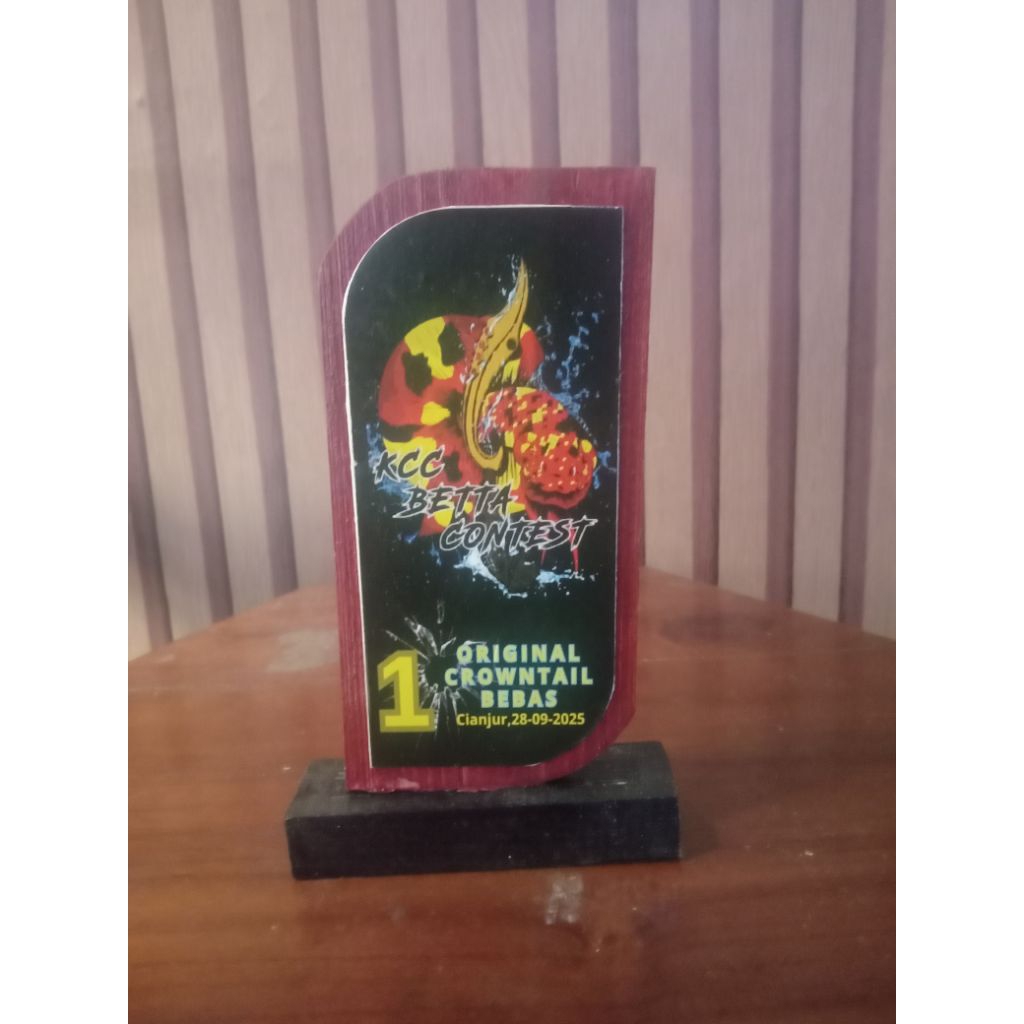 KCC
BETTA
CONTEST
1
ORIGINAL
CROWNTAIL
BEBAS
Cianjur,28-09-2025